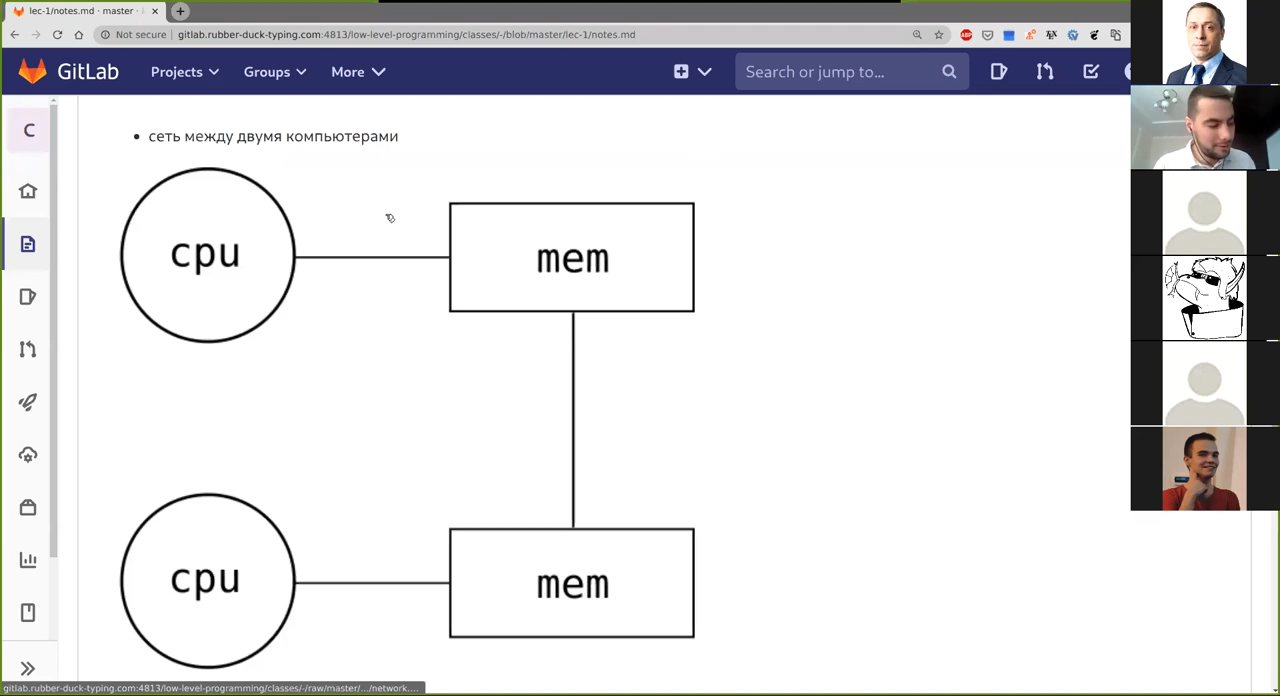 lec-1/notes.md · master ·
Not secure
gitlab.rubber-duck-typing.com:4813/low-level-programming/classes/-/blob/master/lec-1/notes.md
GitLab
Projects
Groups
More
Search or jump to...
C
сеть между двумя компьютерами
cpu
mem
cpu
mem
gitlab.rubber-duck-typing.com:4813/low-level-programming/classes/-/raw/master/.../network....